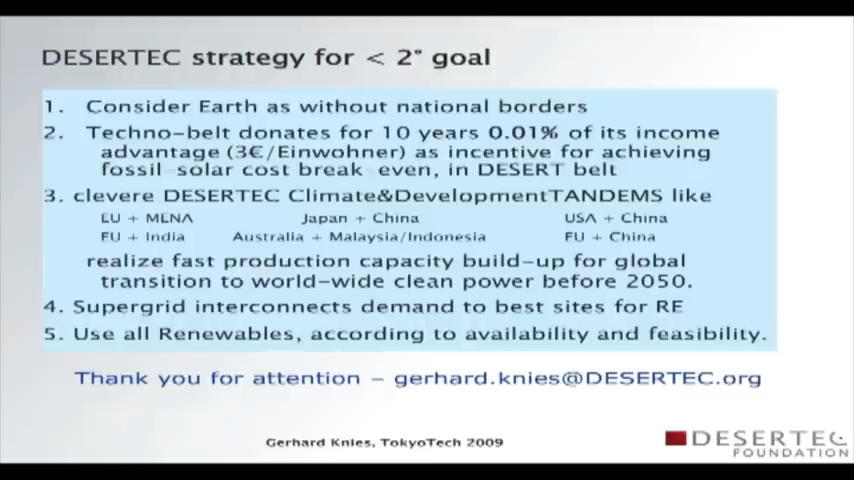 DESERTEC strategy for < 2° goal
1. Consider Earth as without national borders
2. Techno-belt donates for 10 years 0.01% of its income
advantage (3€/Einwohner) as incentive for achieving
fossil-solar cost break even, in DESERT belt
3. clevere DESERTEC Climate&DevelopmentTANDEMS like
EU + MENA Japan + China USA + China
EU + India Australia + Malaysia/Indonesia EU + China
realize fast production capacity build-up for global
transition to world-wide clean power before 2050.
4. Supergrid interconnects demand to best sites for RE
5. Use all Renewables, according to availability and feasibility.
Thank you for attention – gerhard.knies@DESERTEC.org
Gerhard Knies, TokyoTech 2009
DESERTEC
FOUNDATION